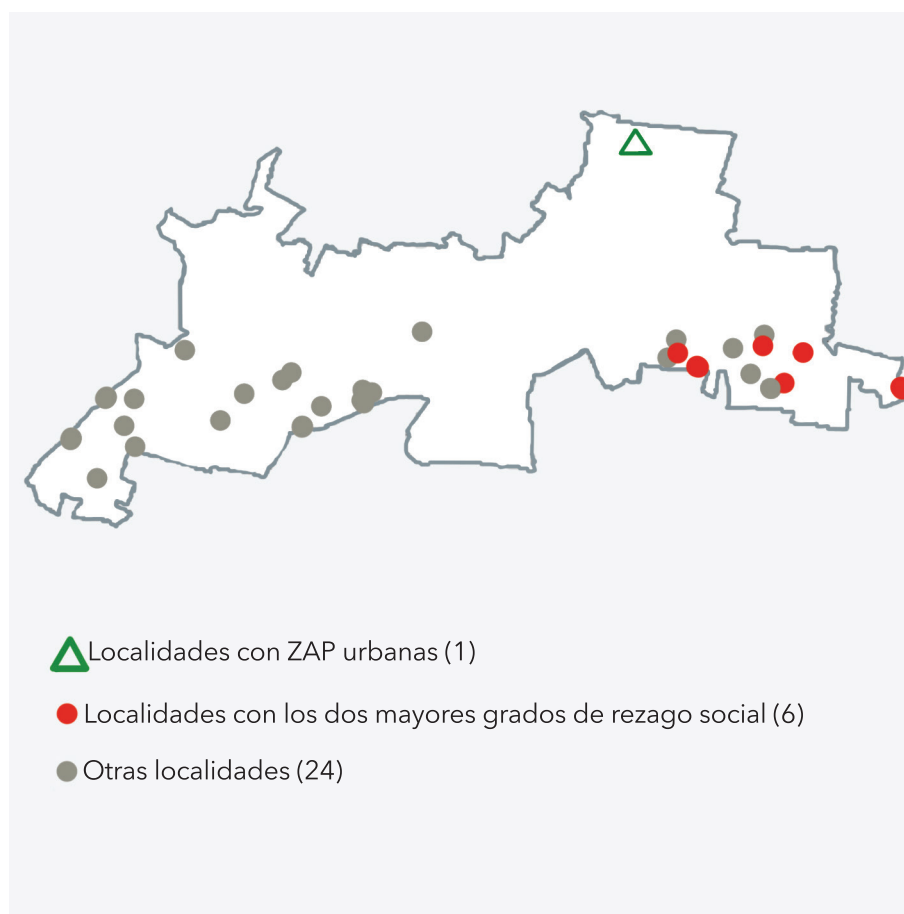 Localidades con ZAP urbanas (1)
Localidades con los dos mayores grados de rezago social (6)
Otras localidades (24)